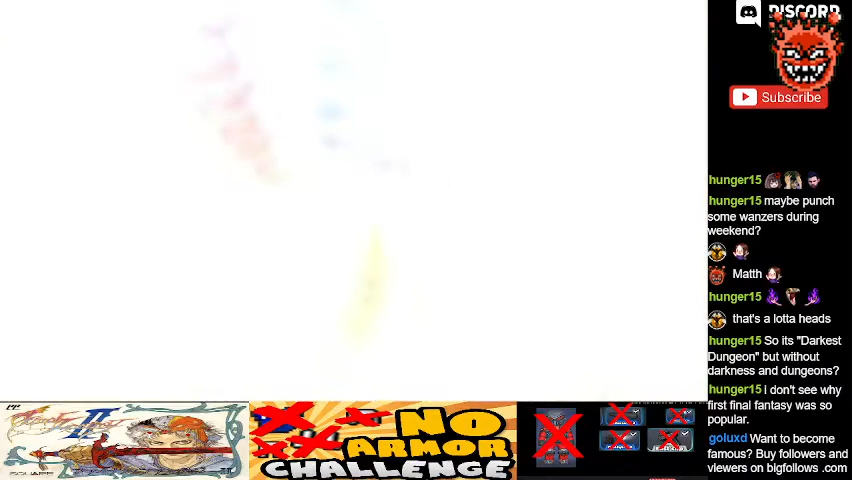 DISCORD
Subscribe
hunger15
hunger15 maybe punch
some wanzers during
weekend?
Matth
hunger15
that's a lotta heads
hunger15 So its "Darkest
Dungeon" but without
darkness and dungeons?
hunger15 i don't see why
first final fantasy was so
popular.
goluxd Want to become
famous? Buy followers and
viewers on bigfollows .com
II
SQUARE
NO
ARMOR
CHALLENGE